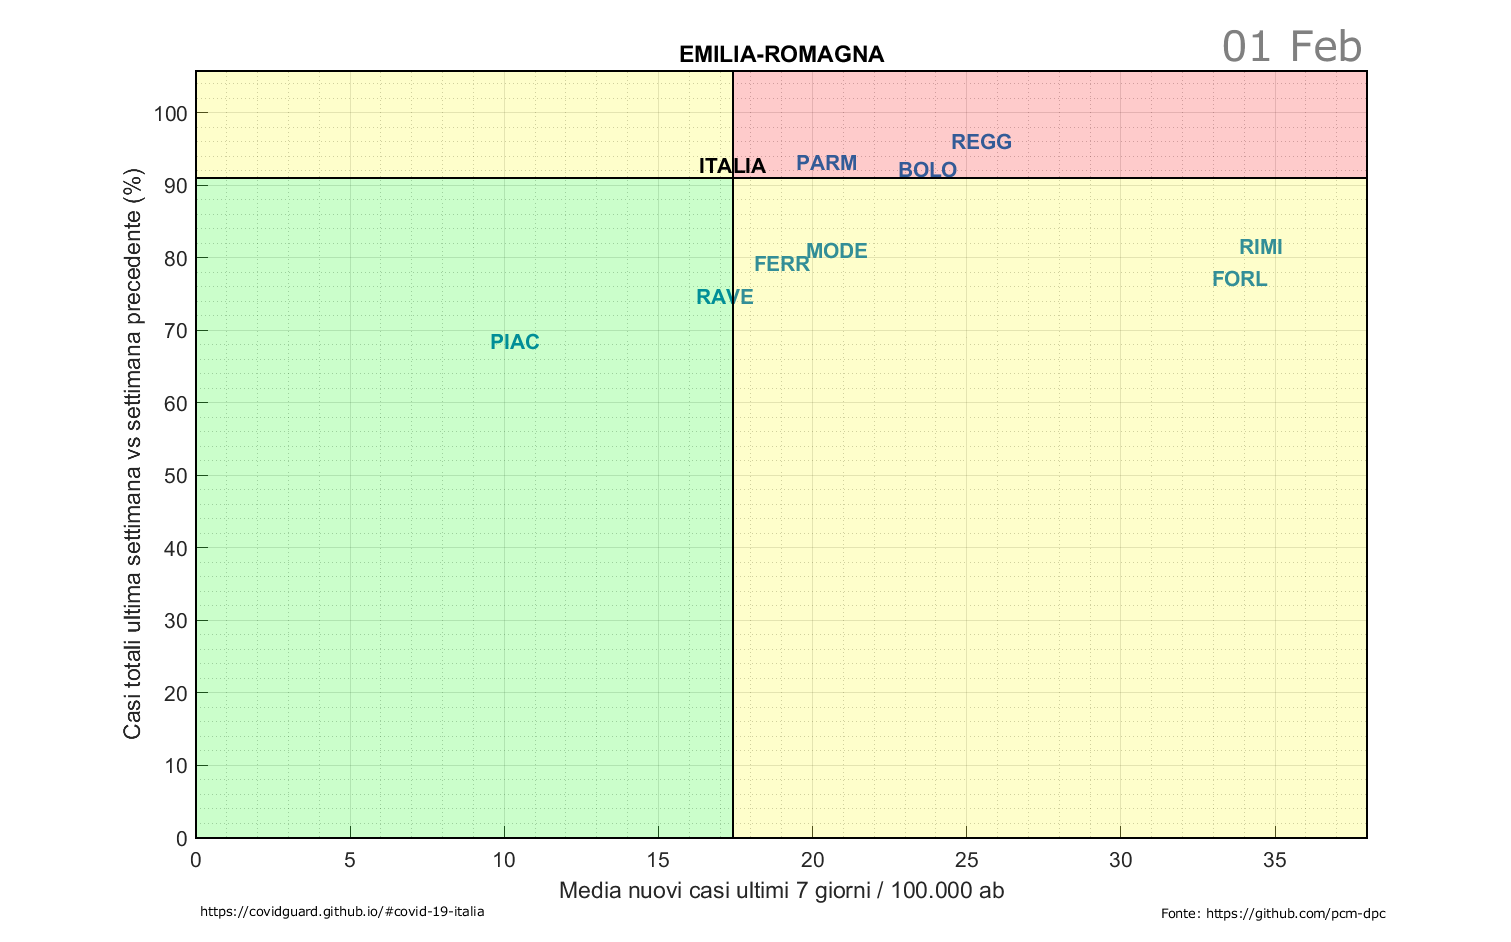 EMILIA-ROMAGNA
01 Feb
Casi totali ultima settimana vs settimana precedente (%)
100
90
80
70
60
50
40
30
20
10
0
REGG
PARM
ITALIA
BOLO
RIMI
MODE
FERR
FORL
RAVE
PIAC
0 5 10 15 20 25 30 35
Media nuovi casi ultimi 7 giorni / 100.000 ab
https://covidguard.github.io/#covid-19-italia
Fonte: https://github.com/pcm-dpc